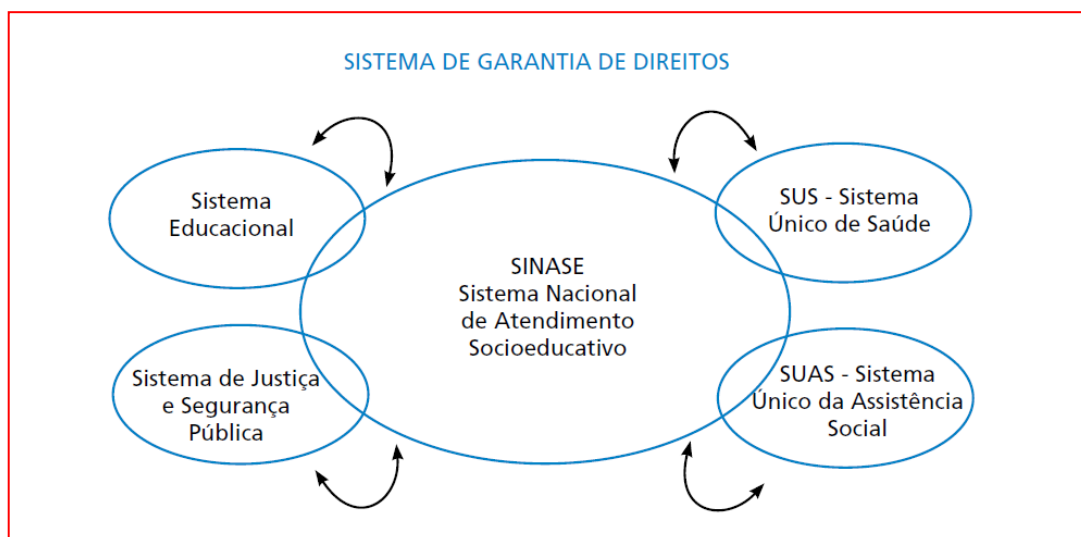 SISTEMA DE GARANTIA DE DIREITOS
Sistema
Educacional
SUS - Sistema
Único de Saúde
SINASE
Sistema Nacional
de Atendimento
Socioeducativo
Sistema de Justiça
e Segurança
Pública
SUAS - Sistema
Único da Assistência
Social